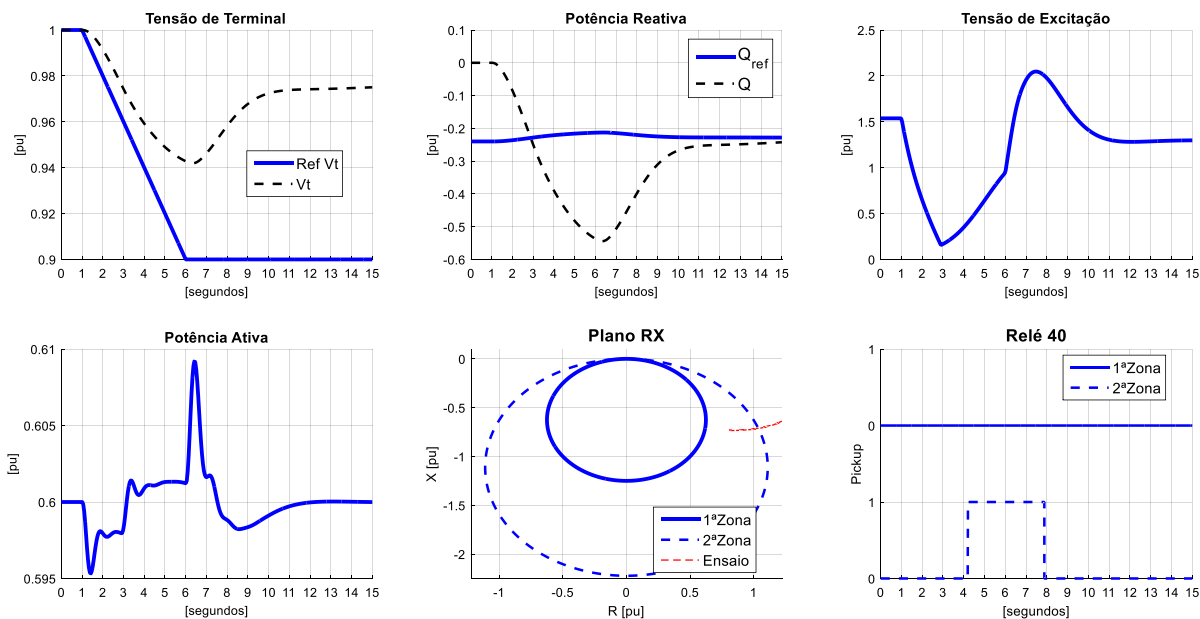 Tensão de Terminal
1
0.98
0.96
0.94
0.92
0.9
[pu]
Ref Vt
Vt
0 1 2 3 4 5 6 7 8 9 10 11 12 13 14 15
[segundos]
Potência Reativa
0.1
0
-0.1
-0.2
-0.3
-0.4
-0.5
-0.6
[pu]
Qref
Q
0 1 2 3 4 5 6 7 8 9 10 11 12 13 14 15
[segundos]
Tensão de Excitação
2.5
2
1.5
1
0.5
0
[pu]
0 1 2 3 4 5 6 7 8 9 10 11 12 13 14 15
[segundos]
Potência Ativa
0.61
0.605
0.6
0.595
[pu]
0 1 2 3 4 5 6 7 8 9 10 11 12 13 14 15
[segundos]
Plano RX
0
-0.5
-1
-1.5
-2
X [pu]
1ªZona
2ªZona
Ensaio
-1 -0.5 0 0.5 1
R [pu]
Relé 40
1
0
1
0
Pickup
1ªZona
2ªZona
0 1 2 3 4 5 6 7 8 9 10 11 12 13 14 15
[segundos]